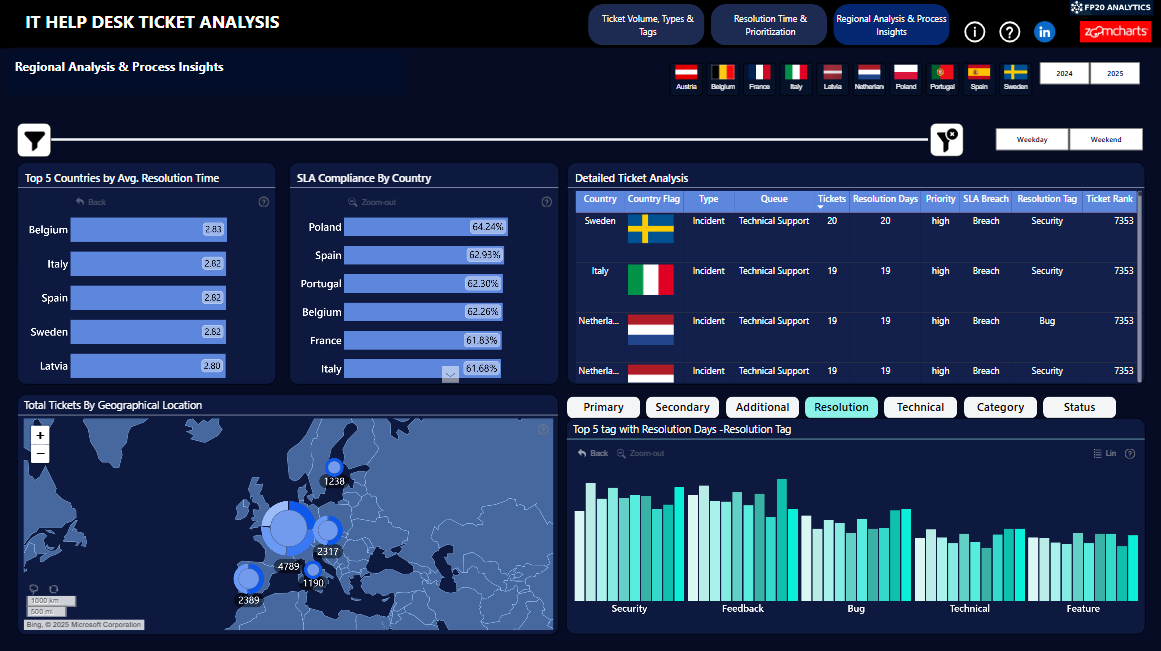 IT HELP DESK TICKET ANALYSIS
Ticket Volume, Types & Tags
Resolution Time & Prioritization
Regional Analysis & Process Insights
FP20 ANALYTICS
zoomcharts
Regional Analysis & Process Insights
Austria
Belgium
France
Italy
Latvia
Netherlan
Poland
Portugal
Spain
Sweden
2024
2025
Weekday
Weekend
Top 5 Countries by Avg. Resolution Time
Back
Belgium 2.83
Italy 2.82
Spain 2.82
Sweden 2.82
Latvia 2.80
SLA Compliance By Country
Zoom-out
Poland 64.24%
Spain 62.93%
Portugal 62.30%
Belgium 62.26%
France 61.83%
Italy 61.68%
Detailed Ticket Analysis
Country Country Flag Type Queue Tickets Resolution Days Priority SLA Breach Resolution Tag Ticket Rank
Sweden Incident Technical Support 20 20 high Breach Security 7353
Italy Incident Technical Support 19 19 high Breach Security 7353
Netherla... Incident Technical Support 19 19 high Breach Bug 7353
Netherla... Incident Technical Support 19 19 high Breach Security 7353
Total Tickets By Geographical Location
+
−
1238
2317
4789
1190
2389
1000 km
500 mi
Bing, © 2025 Microsoft Corporation
Primary
Secondary
Additional
Resolution
Technical
Category
Status
Top 5 tag with Resolution Days -Resolution Tag
Back
Zoom-out
Lin
Security
Feedback
Bug
Technical
Feature